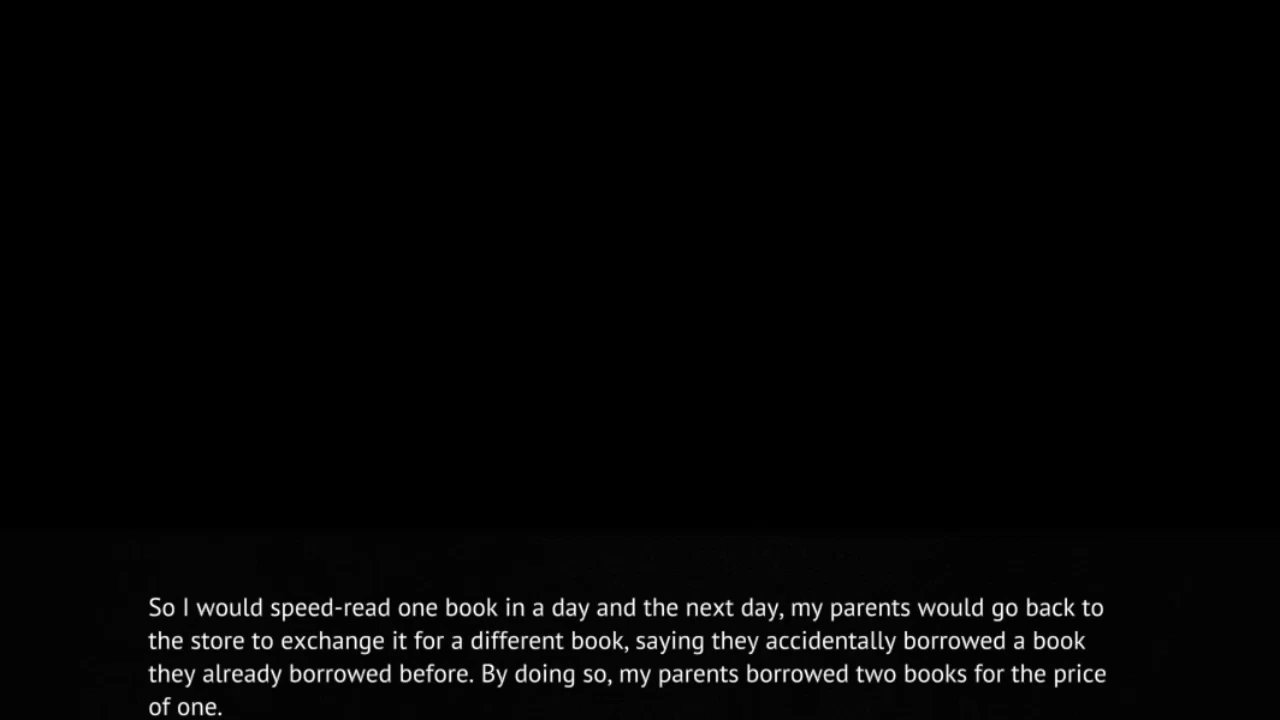 So I would speed-read one book in a day and the next day, my parents would go back to
the store to exchange it for a different book, saying they accidentally borrowed a book
they already borrowed before. By doing so, my parents borrowed two books for the price
of one.